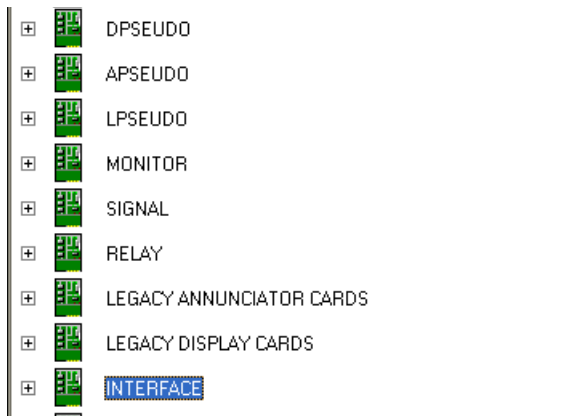 DPSEUDO
APSEUDO
LPSEUDO
MONITOR
SIGNAL
RELAY
LEGACY ANNUNCIATOR CARDS
LEGACY DISPLAY CARDS
INTERFACE